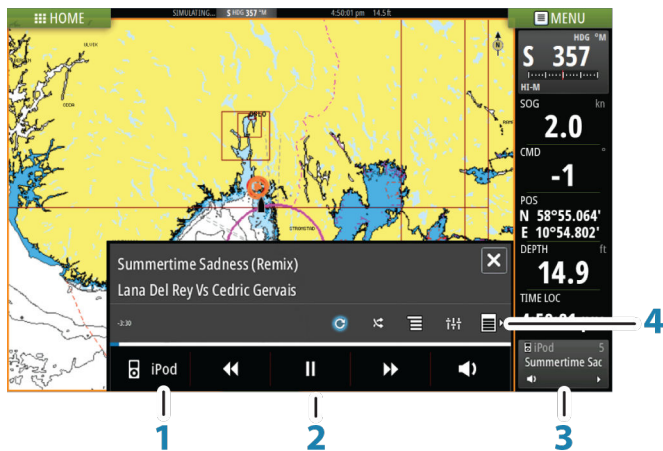 HOME
SIMULATING... S HDG 357 °M
4:50:01 pm 14.5 ft
MENU
HDG °M
S 357
HI-M
SOG kn
2.0
CMD °
-1
POS
N 58°55.064'
E 10°54.802'
DEPTH ft
14.9
TIME LOC
N
ODDA
STROMSTAD
Summertime Sadness (Remix)
Lana Del Rey Vs Cedric Gervais
-3:30
iPod
iPod 5
Summertime Sac
1
2
3
4